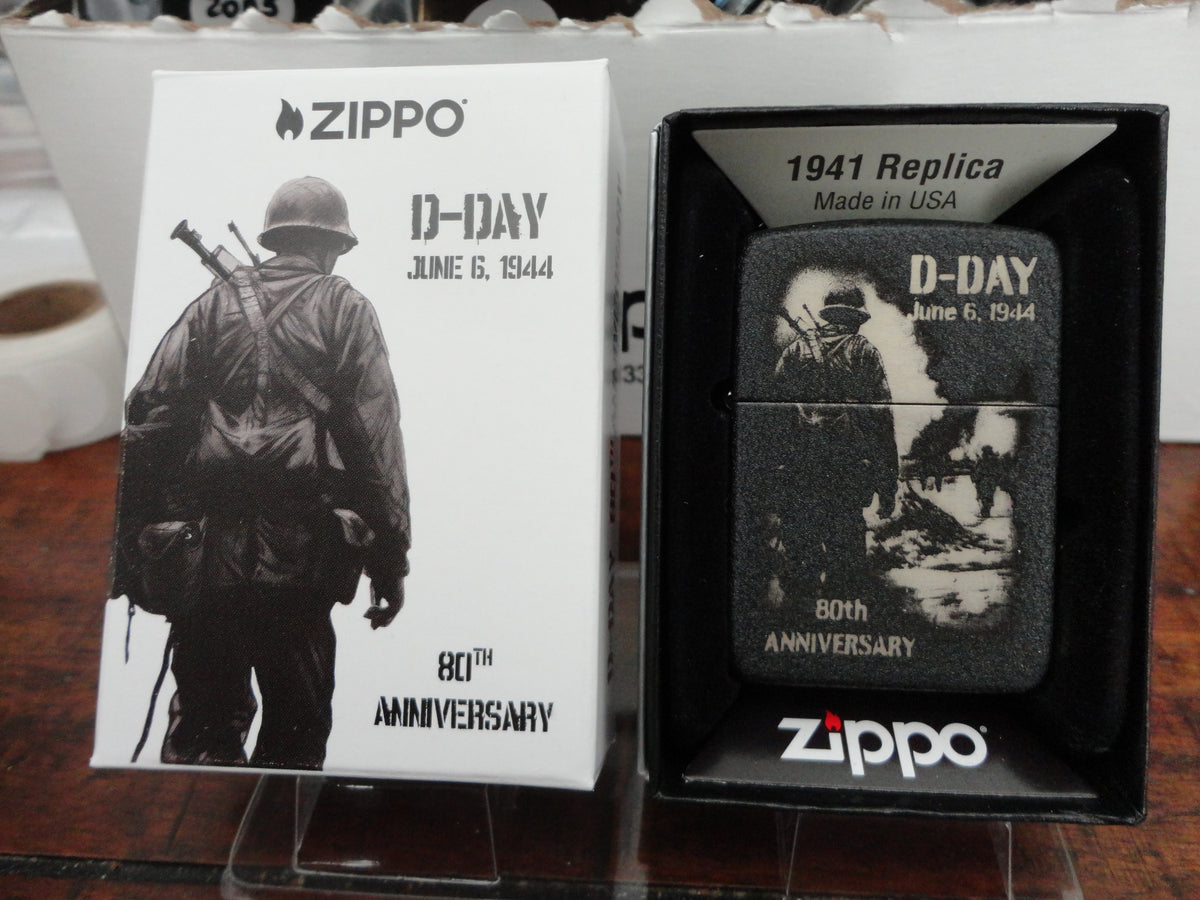 2003
ZIPPO
D-DAY
JUNE 6, 1944
80TH
ANNIVERSARY
1941 Replica
Made in USA
D-DAY
June 6, 1944
80th
ANNIVERSARY
Zippo